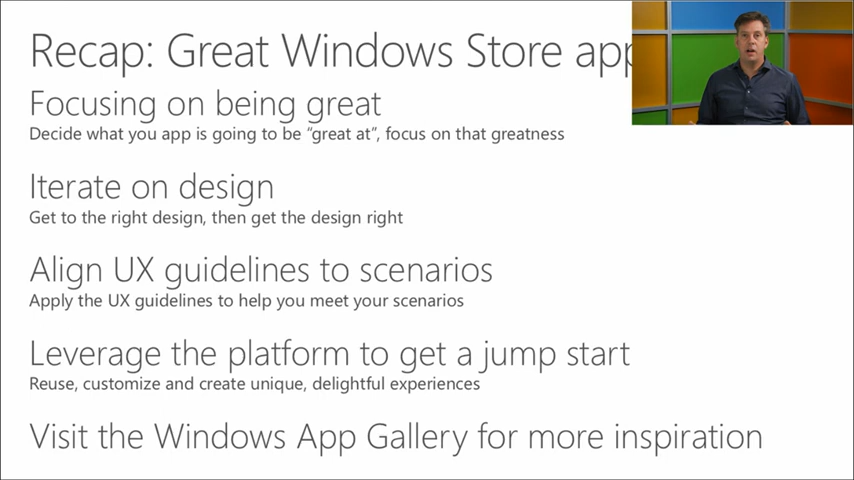 Recap: Great Windows Store app
Focusing on being great
Decide what you app is going to be “great at”, focus on that greatness
Iterate on design
Get to the right design, then get the design right
Align UX guidelines to scenarios
Apply the UX guidelines to help you meet your scenarios
Leverage the platform to get a jump start
Reuse, customize and create unique, delightful experiences
Visit the Windows App Gallery for more inspiration